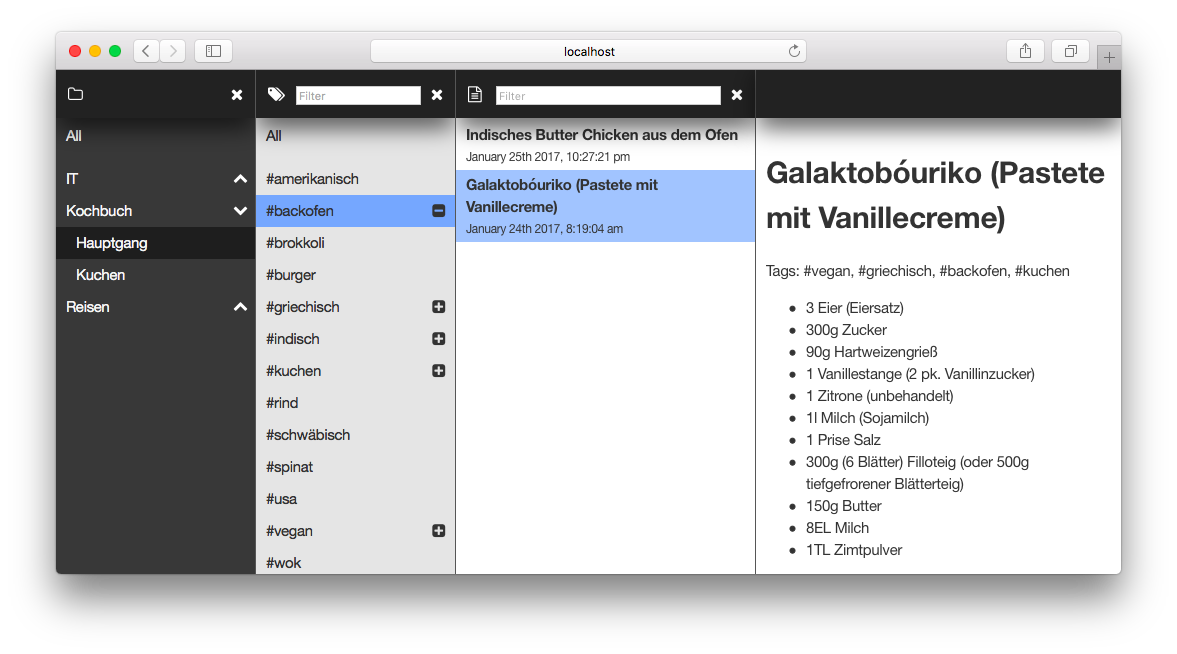 localhost
Filter
Filter
All
IT
Kochbuch
Hauptgang
Kuchen
Reisen
All
#amerikanisch
#backofen
#brokkoli
#burger
#griechisch
#indisch
#kuchen
#rind
#schwäbisch
#spinat
#usa
#vegan
#wok
Indisches Butter Chicken aus dem Ofen
January 25th 2017, 10:27:21 pm
Galaktobóuriko (Pastete mit
Vanillecreme)
January 24th 2017, 8:19:04 am
Galaktobóuriko (Pastete
mit Vanillecreme)
Tags: #vegan, #griechisch, #backofen, #kuchen
• 3 Eier (Eiersatz)
• 300g Zucker
• 90g Hartweizengrieß
• 1 Vanillestange (2 pk. Vanillinzucker)
• 1 Zitrone (unbehandelt)
• 1l Milch (Sojamilch)
• 1 Prise Salz
• 300g (6 Blätter) Filloteig (oder 500g
tiefgefrorener Blätterteig)
• 150g Butter
• 8EL Milch
• 1TL Zimtpulver